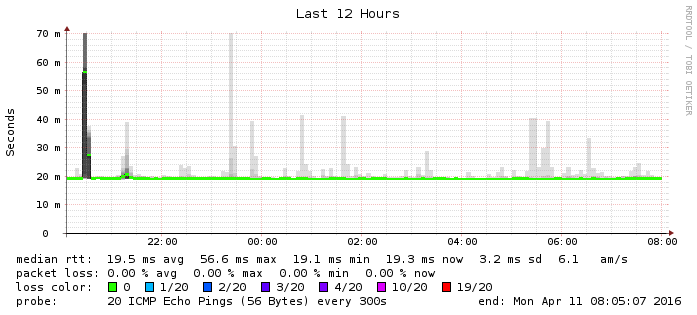 Last 12 Hours
RRDTOOL / TOBI OETIKER
Seconds
70 m
60 m
50 m
40 m
30 m
20 m
10 m
0
22:00 00:00 02:00 04:00 06:00 08:00
median rtt: 19.5 ms avg 56.6 ms max 19.1 ms min 19.3 ms now 3.2 ms sd 6.1 am/s
packet loss: 0.00 % avg 0.00 % max 0.00 % min 0.00 % now
loss color: 0 1/20 2/20 3/20 4/20 10/20 19/20
probe: 20 ICMP Echo Pings (56 Bytes) every 300s end: Mon Apr 11 08:05:07 2016